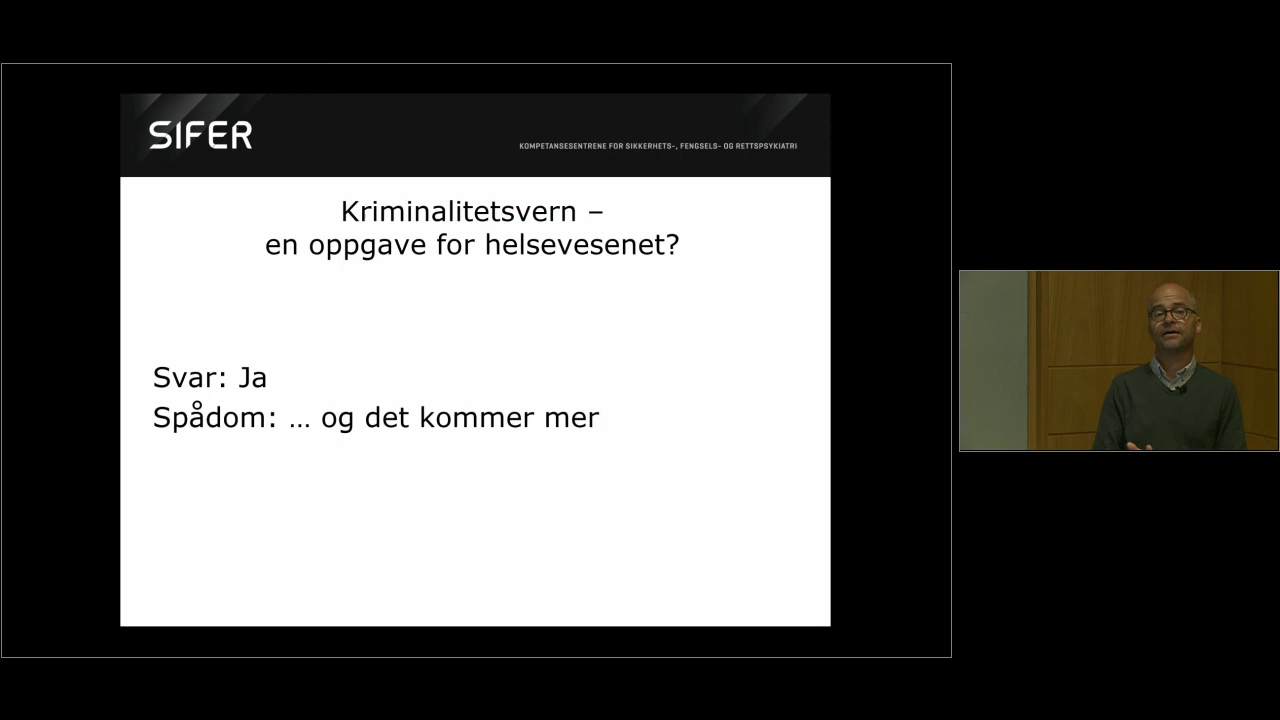 SIFER
KOMPETANSESENTRENE FOR SIKKERHETS-, FENGSELS- OG RETTSPSYKIATRI
Kriminalitetsvern –
en oppgave for helsevesenet?
Svar: Ja
Spådom: … og det kommer mer